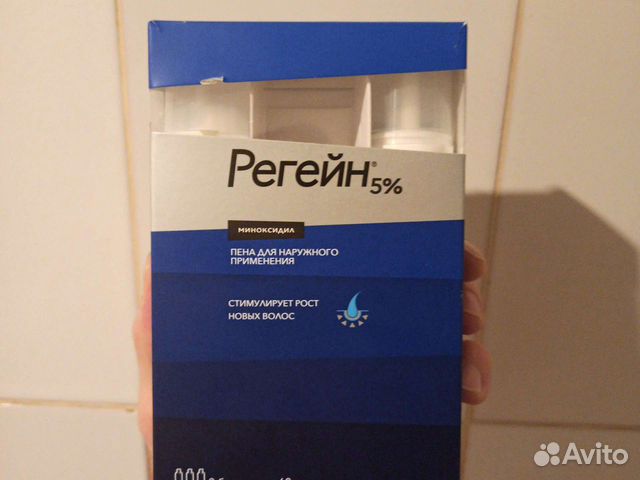 Регейн® 5%
МИНОКСИДИЛ
ПЕНА ДЛЯ НАРУЖНОГО
ПРИМЕНЕНИЯ
СТИМУЛИРУЕТ РОСТ
НОВЫХ ВОЛОС
Avito